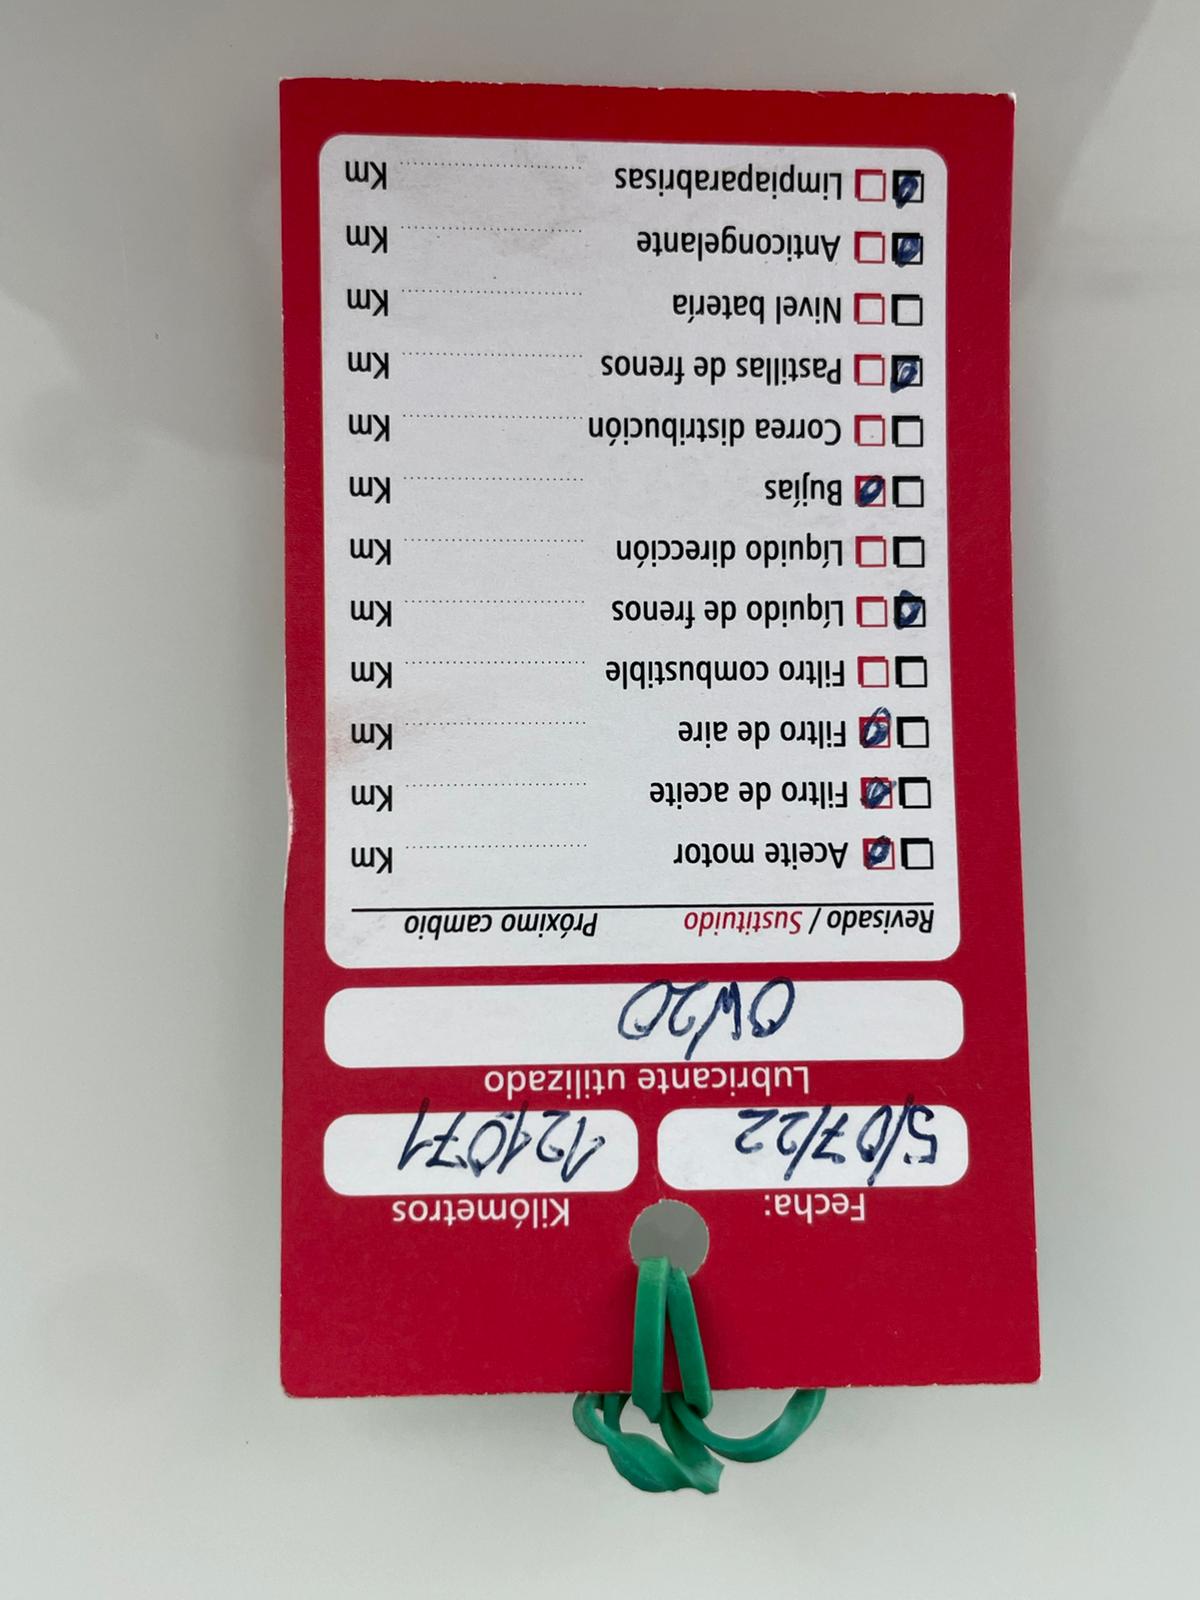 Fecha: Kilómetros
5/07/22 121071
Lubricante utilizado
0W20
Revisado / Sustituido Próximo cambio
Aceite motor Km
Filtro de aceite Km
Filtro de aire Km
Filtro combustible Km
Líquido de frenos Km
Líquido dirección Km
Bujías Km
Correa distribución Km
Pastillas de frenos Km
Nivel batería Km
Anticongelante Km
Limpiaparabrisas Km